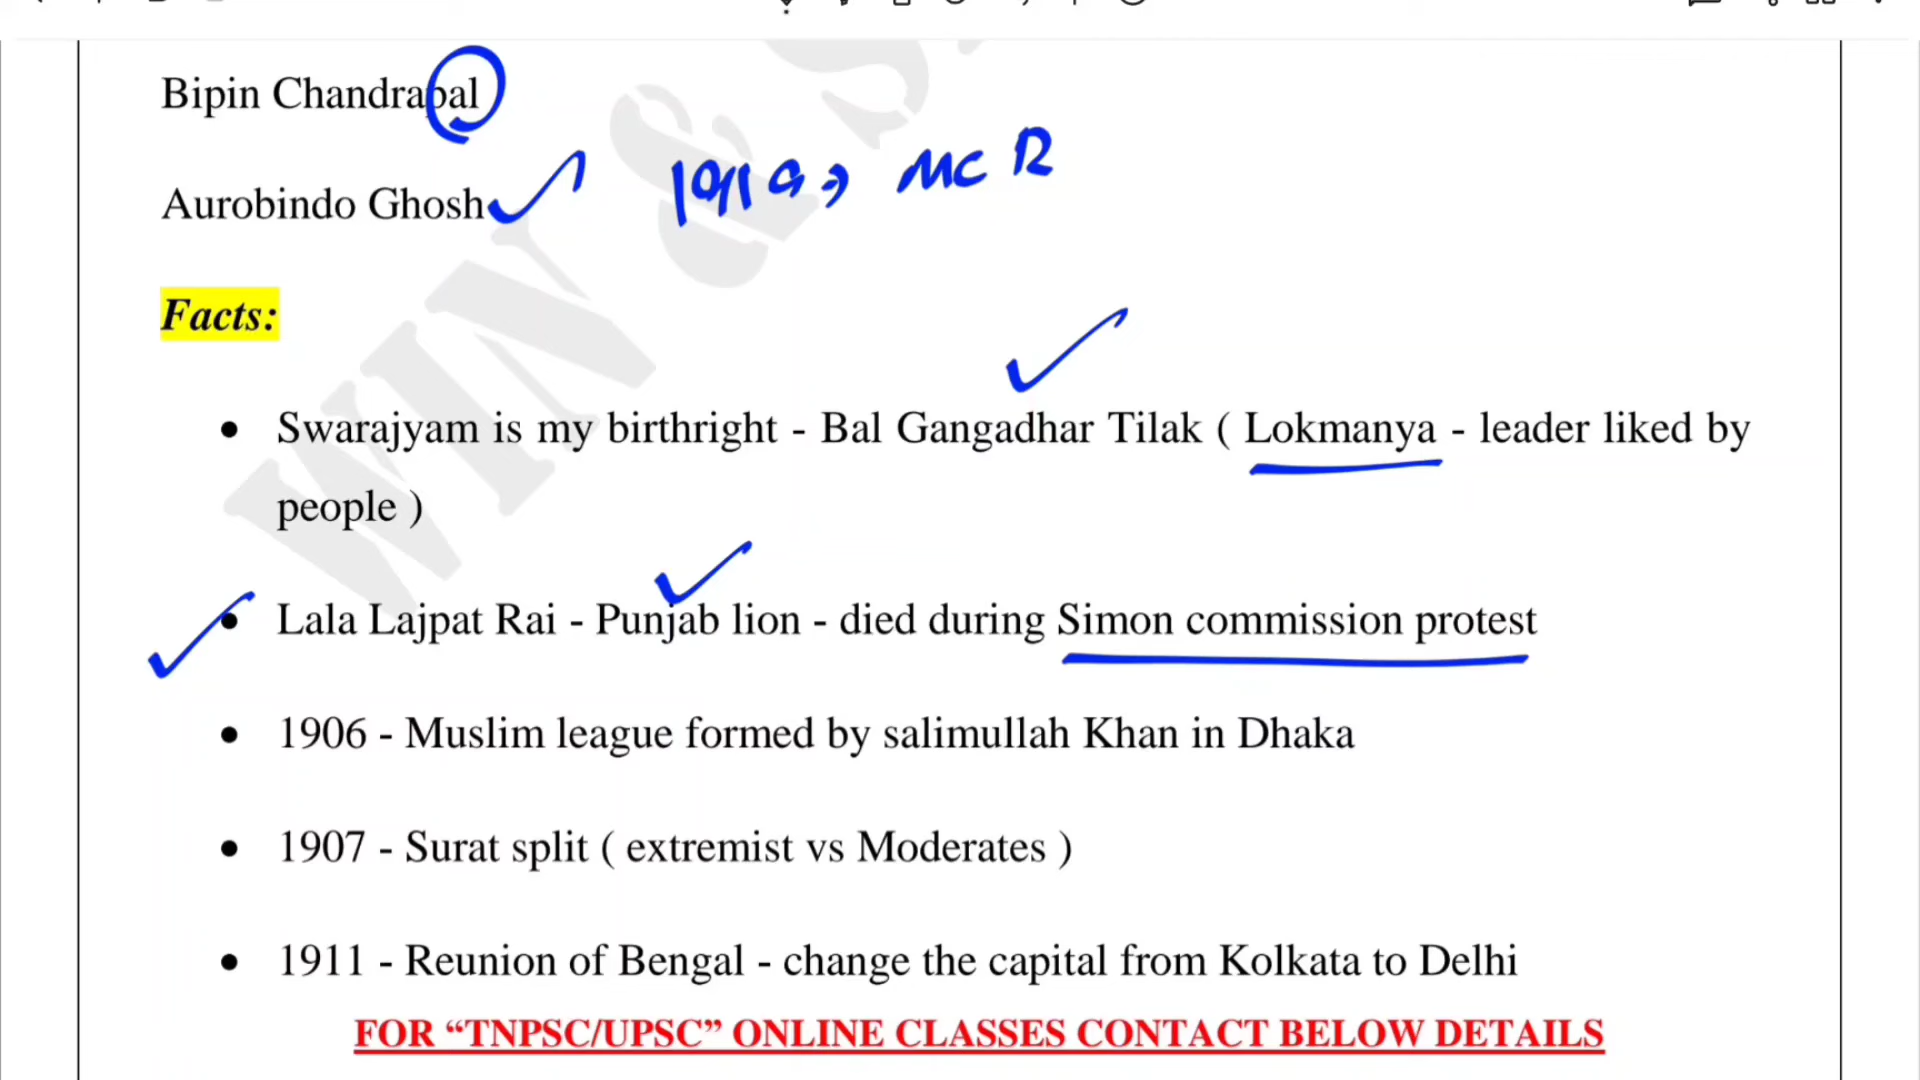 Bipin Chandrapal
Aurobindo Ghosh
1919, MCR
Facts:
• Swarajyam is my birthright - Bal Gangadhar Tilak ( Lokmanya - leader liked by
people )
• Lala Lajpat Rai - Punjab lion - died during Simon commission protest
• 1906 - Muslim league formed by salimullah Khan in Dhaka
• 1907 - Surat split ( extremist vs Moderates )
• 1911 - Reunion of Bengal - change the capital from Kolkata to Delhi
FOR “TNPSC/UPSC” ONLINE CLASSES CONTACT BELOW DETAILS
WIN &